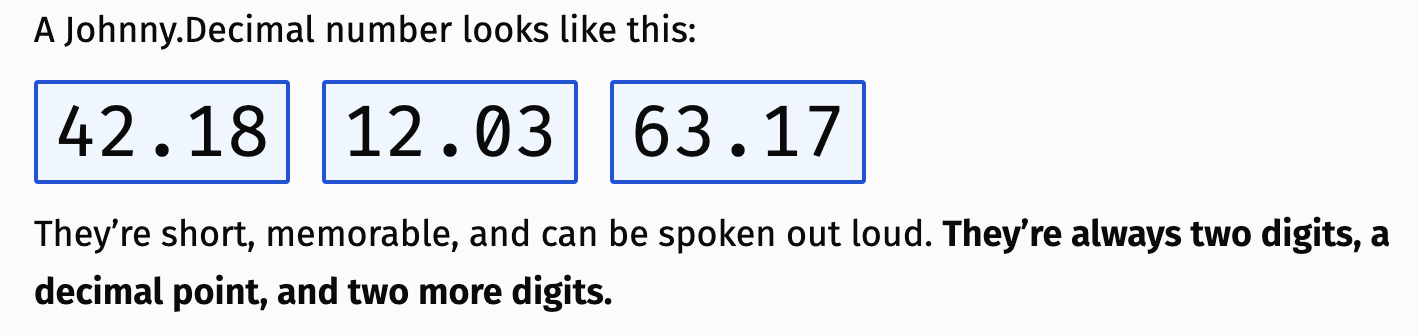 A Johnny.Decimal number looks like this:
42.18 12.03 63.17
They’re short, memorable, and can be spoken out loud. They’re always two digits, a
decimal point, and two more digits.